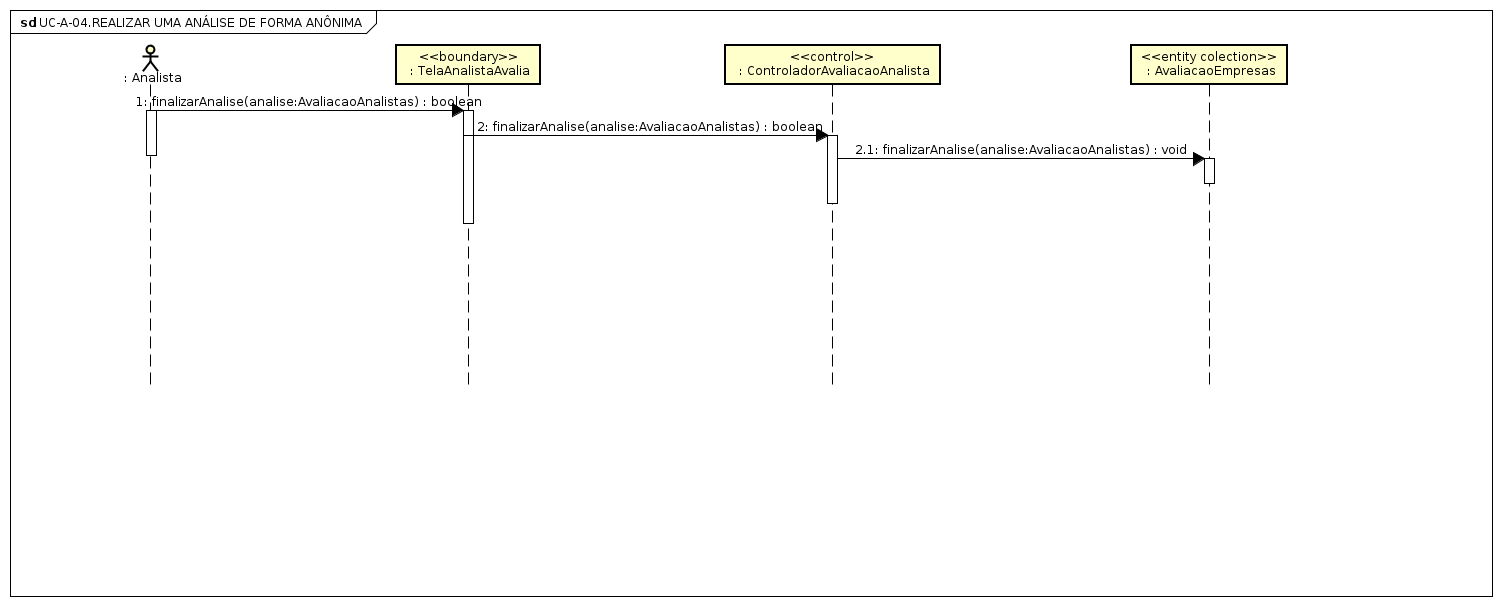 sd UC-A-04.REALIZAR UMA ANÁLISE DE FORMA ANÔNIMA
: Analista
<<boundary>>
: TelaAnalistaAvalia
<<control>>
: ControladorAvaliacaoAnalista
<<entity colection>>
: AvaliacaoEmpresas
1: finalizarAnalise(analise:AvaliacaoAnalistas) : boolean
2: finalizarAnalise(analise:AvaliacaoAnalistas) : boolean
2.1: finalizarAnalise(analise:AvaliacaoAnalistas) : void